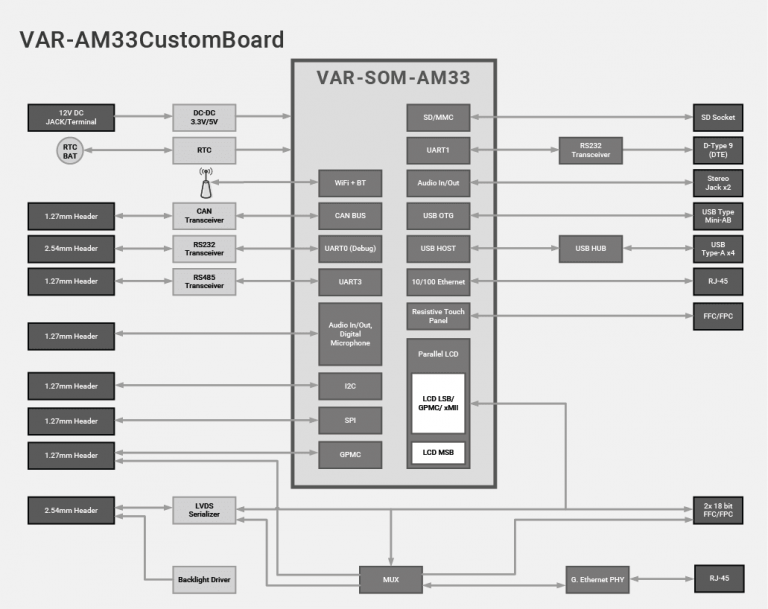 VAR-AM33CustomBoard
VAR-SOM-AM33
12V DC
JACK/Terminal
DC-DC
3.3V/5V
SD/MMC
SD Socket
RTC
BAT
RTC
UART1
RS232
Transceiver
D-Type 9
(DTE)
WiFi + BT
Audio In/Out
Stereo
Jack x2
1.27mm Header
CAN
Transceiver
CAN BUS
USB OTG
USB Type
Mini-AB
2.54mm Header
RS232
Transceiver
UART0 (Debug)
USB HOST
USB HUB
USB
Type-A x4
1.27mm Header
RS485
Transceiver
UART3
10/100 Ethernet
RJ-45
1.27mm Header
Audio In/Out,
Digital
Microphone
Resistive Touch
Panel
FFC/FPC
Parallel LCD
1.27mm Header
I2C
LCD LSB/
GPMC/ xMII
1.27mm Header
SPI
1.27mm Header
GPMC
LCD MSB
2.54mm Header
LVDS
Serializer
2x 18 bit
FFC/FPC
Backlight Driver
MUX
G. Ethernet PHY
RJ-45